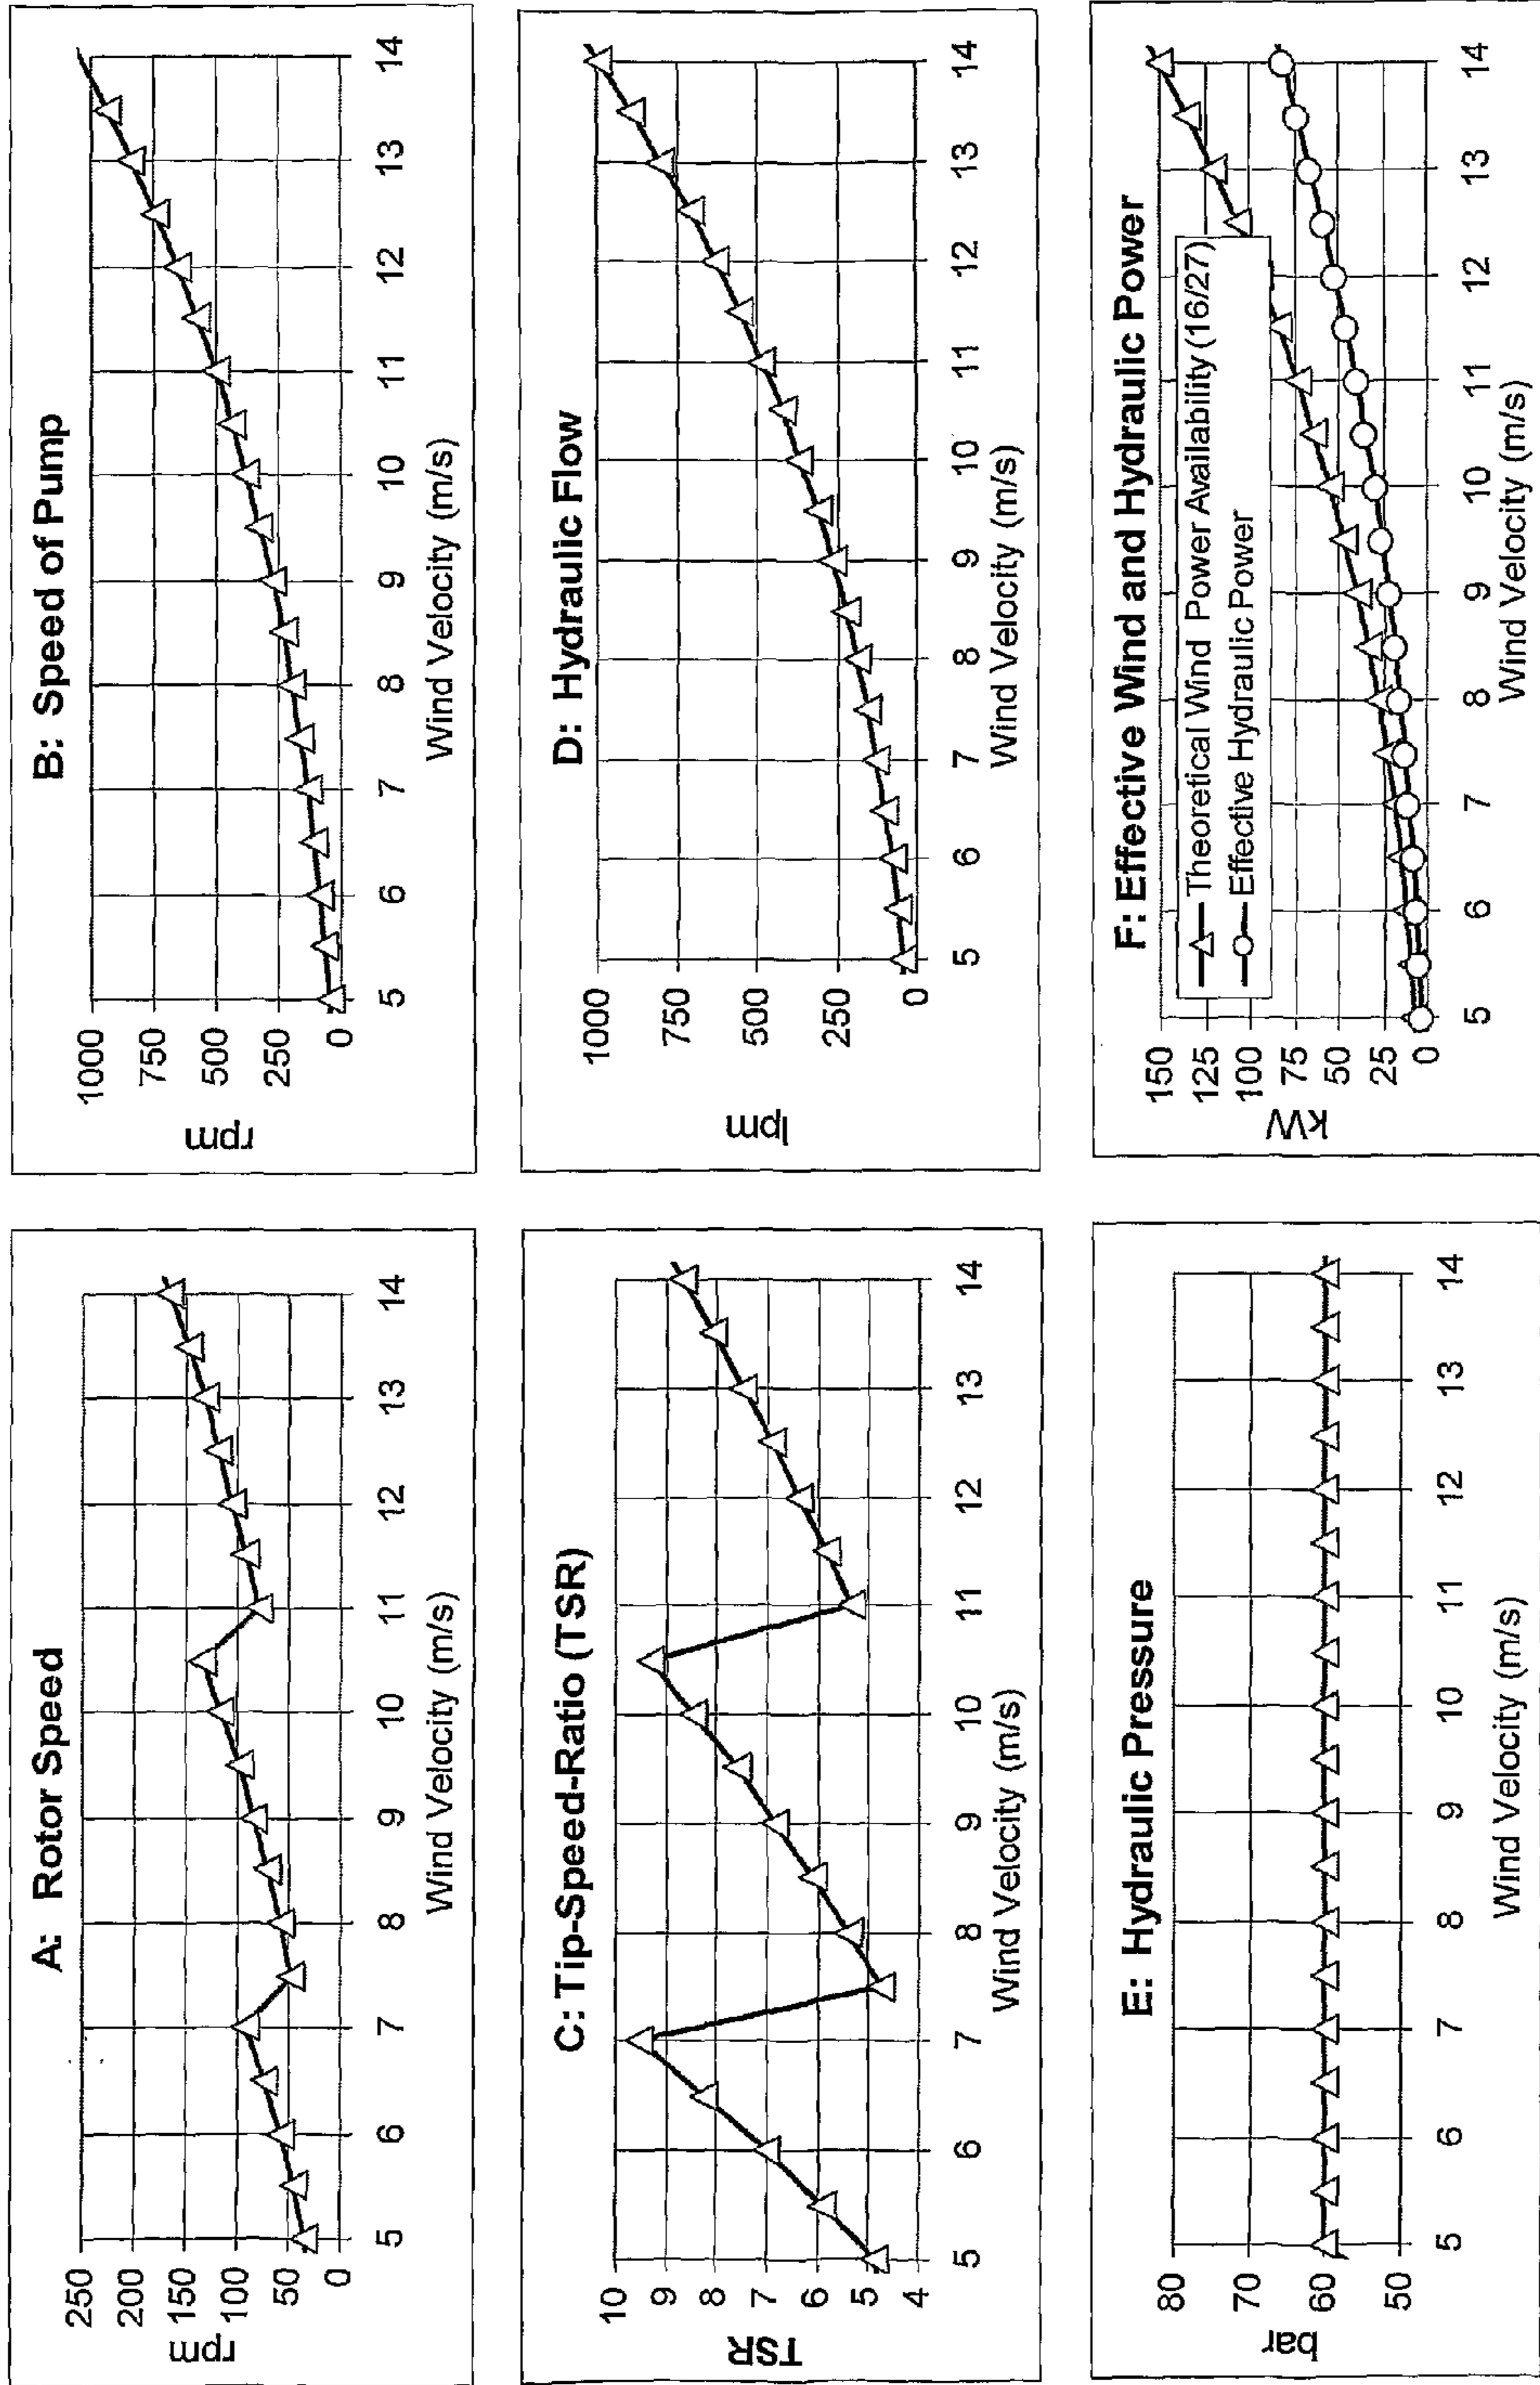 A: Rotor Speed
250
200
150
100
50
0
rpm
5 6 7 8 9 10 11 12 13 14
Wind Velocity (m/s)
B: Speed of Pump
1000
750
500
250
0
rpm
5 6 7 8 9 10 11 12 13 14
Wind Velocity (m/s)
C: Tip-Speed-Ratio (TSR)
10
9
8
7
6
5
4
TSR
5 6 7 8 9 10 11 12 13 14
Wind Velocity (m/s)
D: Hydraulic Flow
1000
750
500
250
0
lpm
5 6 7 8 9 10 11 12 13 14
Wind Velocity (m/s)
E: Hydraulic Pressure
80
70
60
50
bar
5 6 7 8 9 10 11 12 13 14
Wind Velocity (m/s)
F: Effective Wind and Hydraulic Power
150
125
100
75
50
25
0
kW
Theoretical Wind Power Availability (16/27)
Effective Hydraulic Power
5 6 7 8 9 10 11 12 13 14
Wind Velocity (m/s)